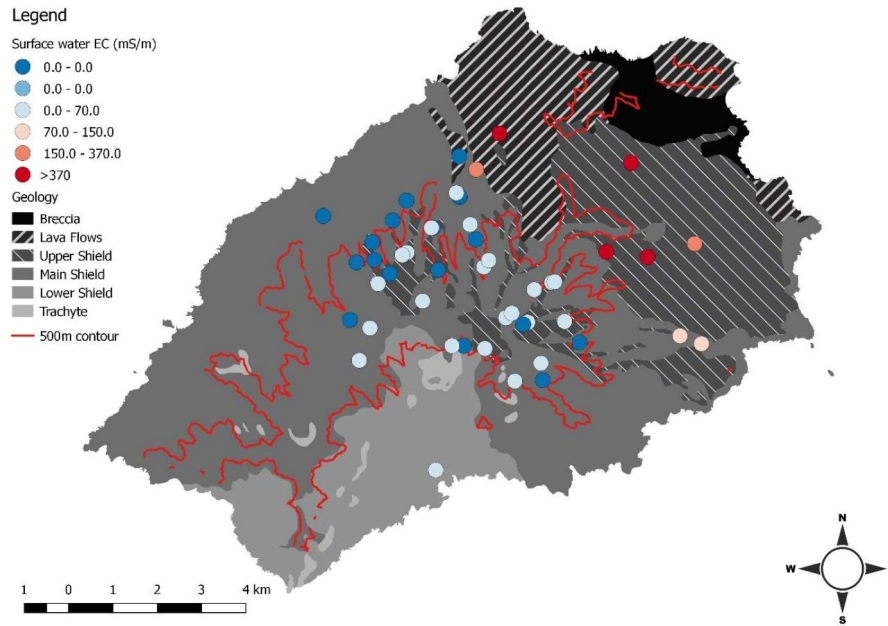 Legend
Surface water EC (mS/m)
0.0 - 0.0
0.0 - 0.0
0.0 - 70.0
70.0 - 150.0
150.0 - 370.0
>370
Geology
Breccia
Lava Flows
Upper Shield
Main Shield
Lower Shield
Trachyte
500m contour
1 0 1 2 3 4 km
N
W
S